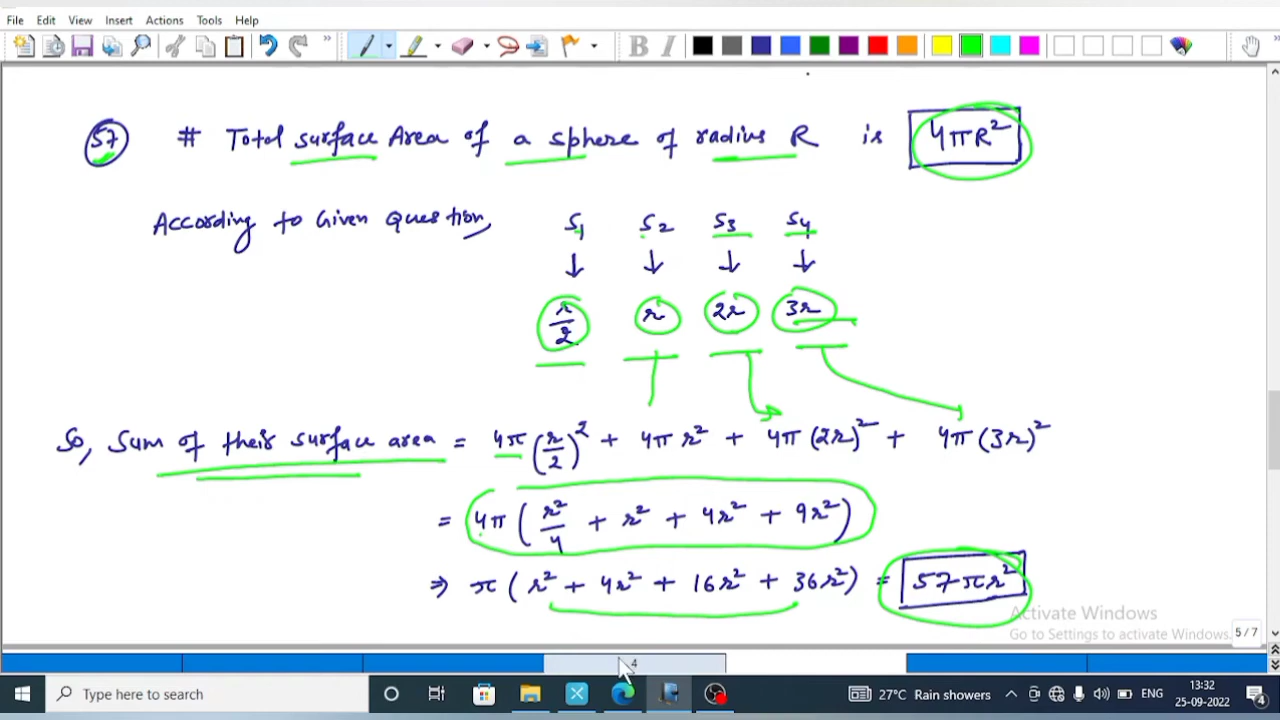 File Edit View Insert Actions Tools Help
57 # Total surface Area of a sphere of radius R is 4πR²
According to Given Question, S1 S2 S3 S4
↓ ↓ ↓ ↓
r/2 r 2r 3r
So, Sum of their surface area = 4π(r/2)² + 4πr² + 4π(2r)² + 4π(3r)²
= 4π(r²/4 + r² + 4r² + 9r²)
⇒ π(r² + 4r² + 16r² + 36r²) = 57πr²
Activate Windows
Go to Settings to activate Windows.
5 / 7
4
Type here to search
27°C Rain showers
ENG
13:32
25-09-2022
4